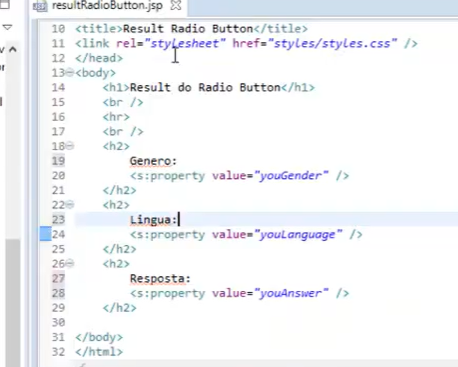 resultRadioButton.jsp
10 <title>Result Radio Button</title>
11 <link rel="stylesheet" href="styles/styles.css" />
12 </head>
13 <body>
14 <h1>Result do Radio Button</h1>
15 <br />
16 <hr>
17 <br />
18 <h2>
19 Genero:
20 <s:property value="youGender" />
21 </h2>
22 <h2>
23 Lingua:
24 <s:property value="youLanguage" />
25 </h2>
26 <h2>
27 Resposta:
28 <s:property value="youAnswer" />
29 </h2>
30
31 </body>
32 </html>